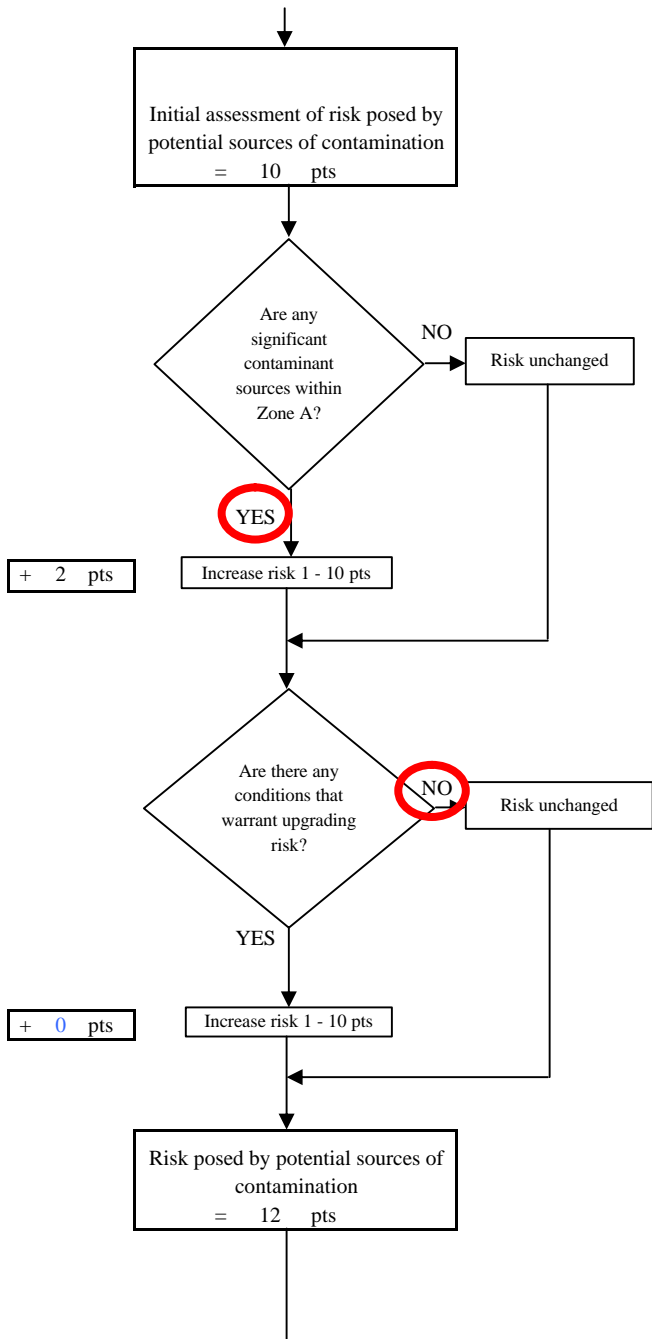 Initial assessment of risk posed by
potential sources of contamination
= 10 pts
Are any
significant
contaminant
sources within
Zone A?
NO
Risk unchanged
YES
+ 2 pts
Increase risk 1 - 10 pts
Are there any
conditions that
warrant upgrading
risk?
NO
Risk unchanged
YES
+ 0 pts
Increase risk 1 - 10 pts
Risk posed by potential sources of
contamination
= 12 pts